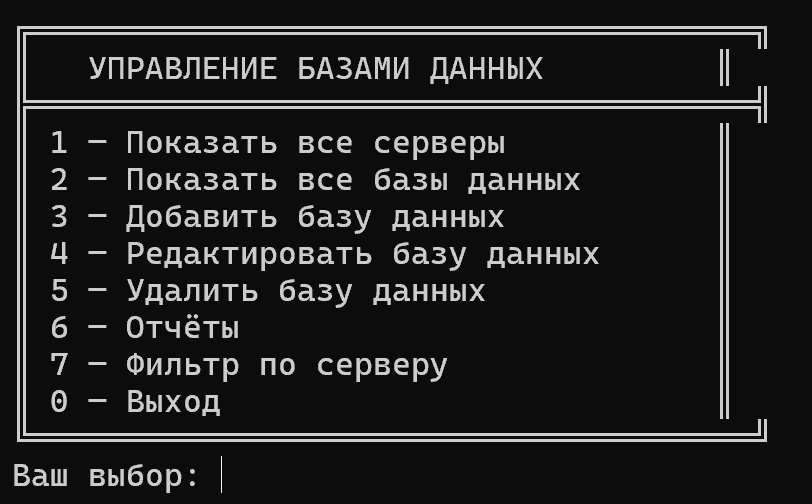 УПРАВЛЕНИЕ БАЗАМИ ДАННЫХ
1 — Показать все серверы
2 — Показать все базы данных
3 — Добавить базу данных
4 — Редактировать базу данных
5 — Удалить базу данных
6 — Отчёты
7 — Фильтр по серверу
0 — Выход
Ваш выбор: